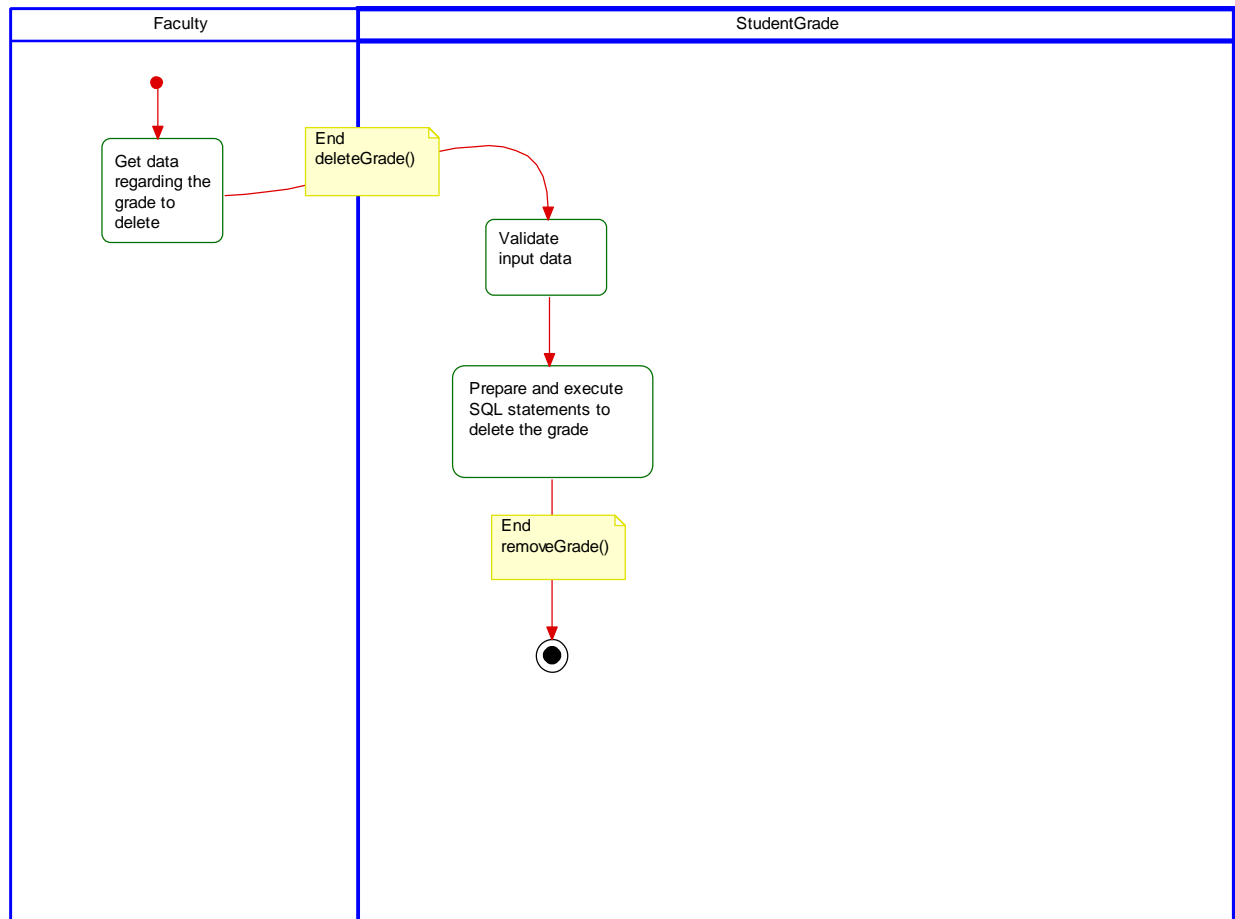 Faculty
StudentGrade
Get data
regarding the
grade to
delete
End
deleteGrade()
Validate
input data
Prepare and execute
SQL statements to
delete the grade
End
removeGrade()